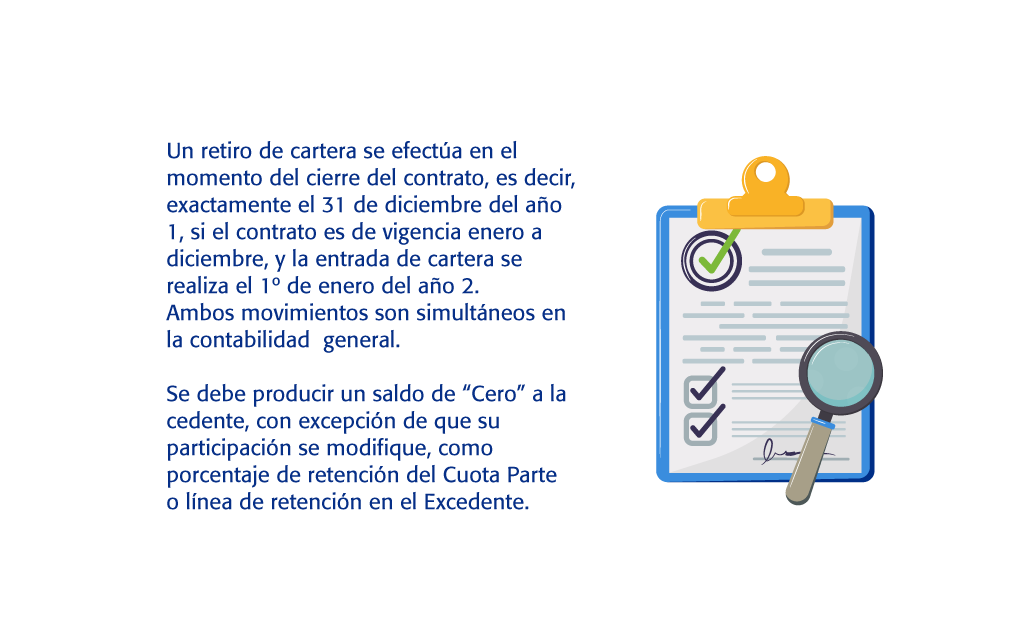 Un retiro de cartera se efectúa en el
momento del cierre del contrato, es decir,
exactamente el 31 de diciembre del año
1, si el contrato es de vigencia enero a
diciembre, y la entrada de cartera se
realiza el 1º de enero del año 2.
Ambos movimientos son simultáneos en
la contabilidad  general.
Se debe producir un saldo de “Cero” a la
cedente, con excepción de que su
participación se modifique, como
porcentaje de retención del Cuota Parte
o línea de retención en el Excedente.